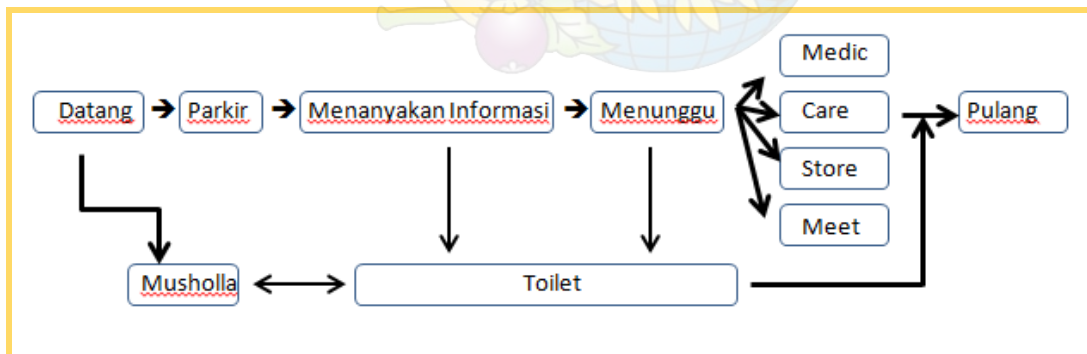 Datang
Parkir
Menanyakan Informasi
Menunggu
Medic
Care
Store
Meet
Pulang
Musholla
Toilet